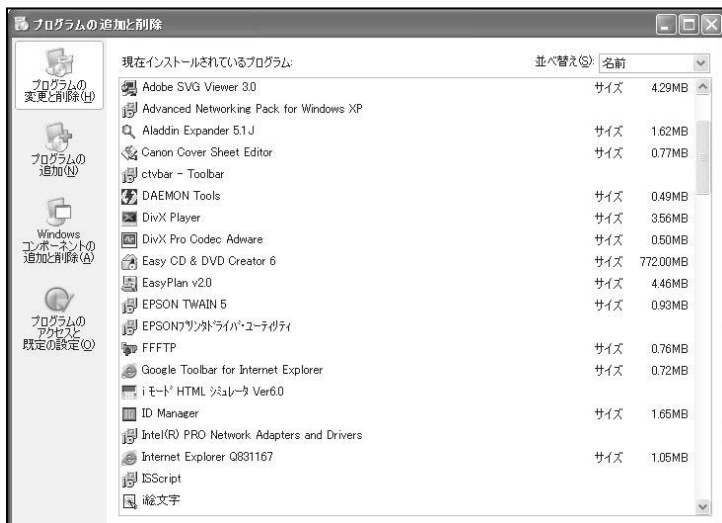 プログラムの追加と削除
プログラムの
変更と削除(H)
プログラムの
追加(N)
Windows
コンポーネントの
追加と削除(A)
プログラムの
アクセスと
既定の設定(O)
現在インストールされているプログラム: 並べ替え(S): 名前
Adobe SVG Viewer 3.0 サイズ 4.29MB
Advanced Networking Pack for Windows XP
Aladdin Expander 5.1J サイズ 1.62MB
Canon Cover Sheet Editor サイズ 0.77MB
ctvbar - Toolbar
DAEMON Tools サイズ 0.49MB
DivX Player サイズ 3.56MB
DivX Pro Codec Adware サイズ 0.50MB
Easy CD & DVD Creator 6 サイズ 772.00MB
EasyPlan v2.0 サイズ 4.46MB
EPSON TWAIN 5 サイズ 0.93MB
EPSONプリンタドライバ・ユーティリティ
FFFTP サイズ 0.76MB
Google Toolbar for Internet Explorer サイズ 0.72MB
iモード HTML シミュレータ Ver6.0
ID Manager サイズ 1.65MB
Intel(R) PRO Network Adapters and Drivers
Internet Explorer Q831167 サイズ 1.05MB
ISScript
i絵文字